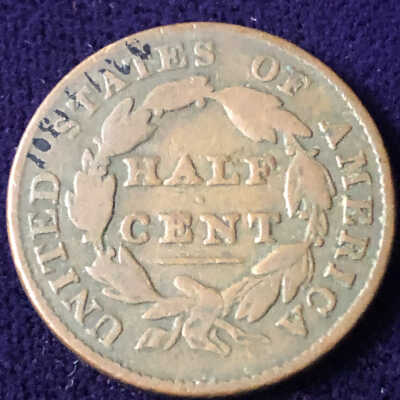 UNITED STATES OF AMERICA
HALF
CENT